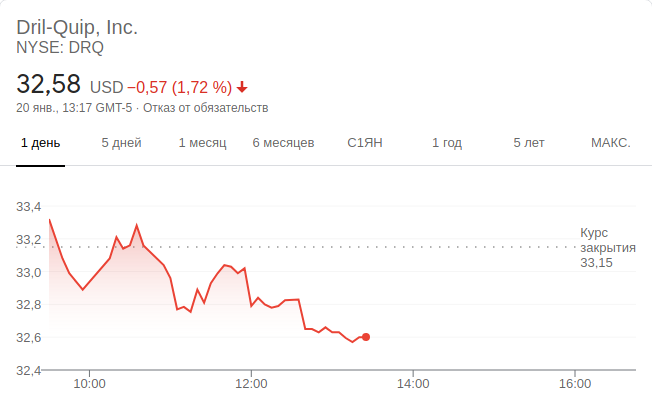 Dril-Quip, Inc.
NYSE: DRQ
32,58 USD −0,57 (1,72 %)
20 янв., 13:17 GMT-5 · Отказ от обязательств
1 день 5 дней 1 месяц 6 месяцев С1ЯН 1 год 5 лет МАКС.
33,4
33,2
33,0
32,8
32,6
32,4
Курс
закрытия
33,15
10:00 12:00 14:00 16:00